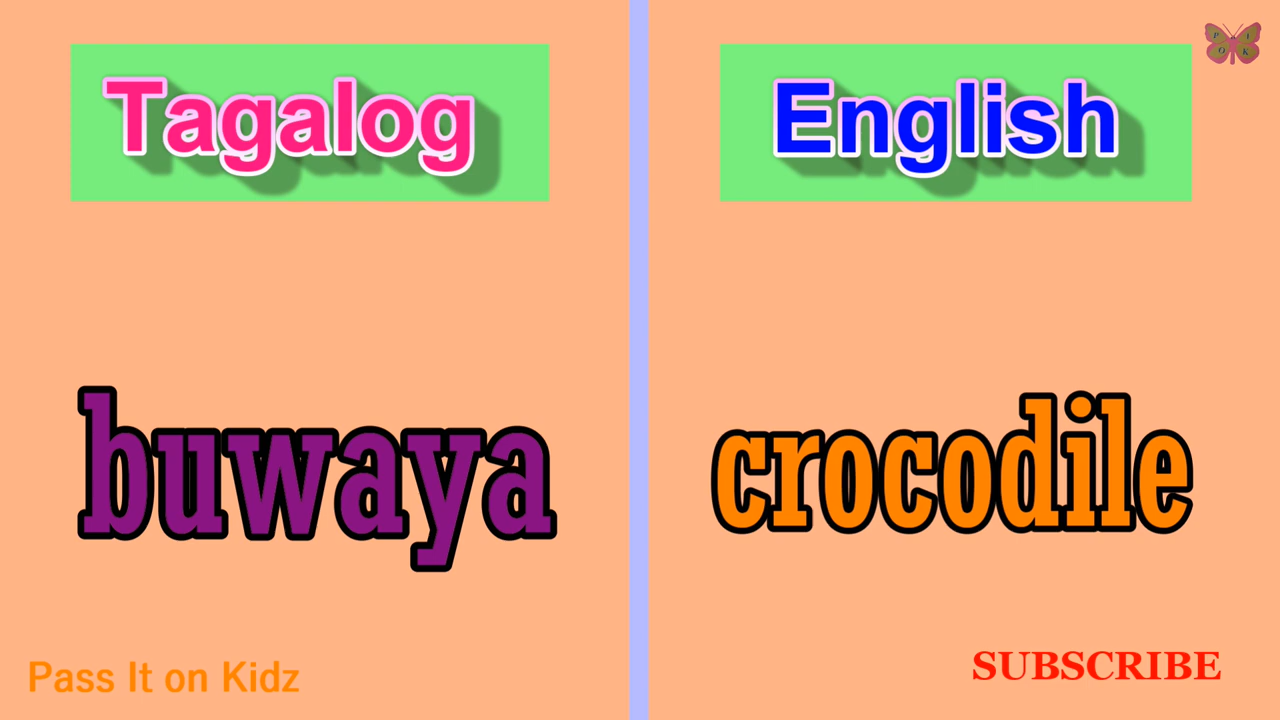 Tagalog
English
buwaya
crocodile
Pass It on Kidz
SUBSCRIBE
P I
O K